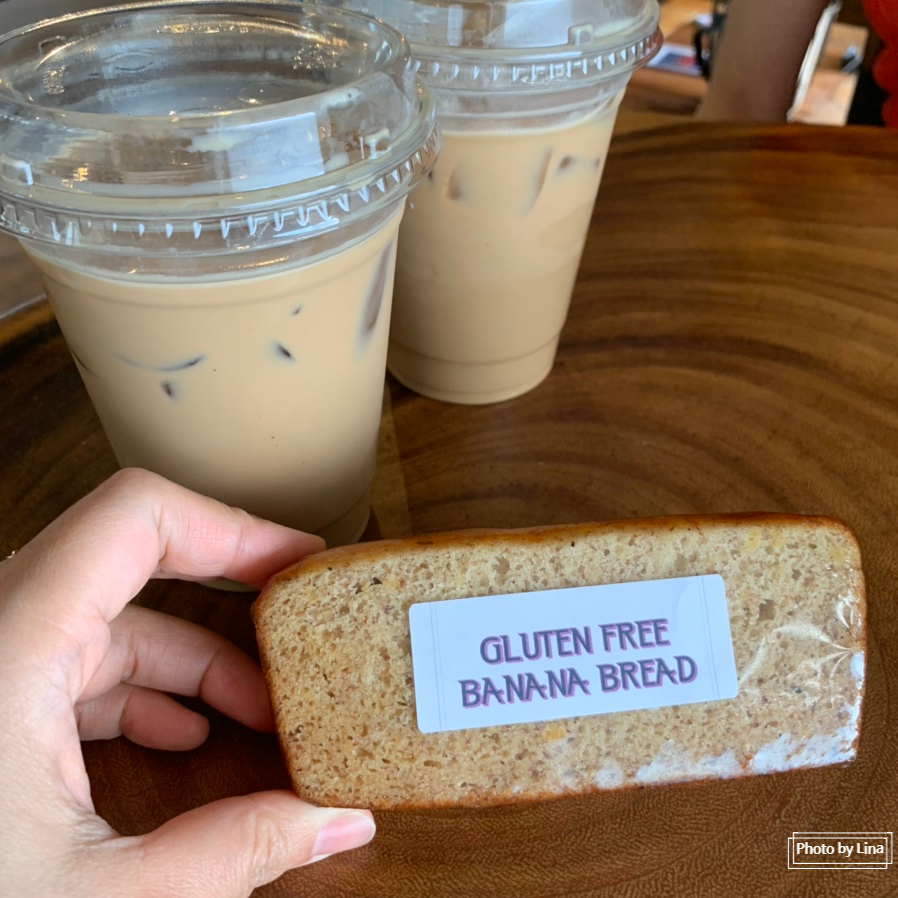 GLUTEN FREE
BANANA BREAD
Photo by Lina